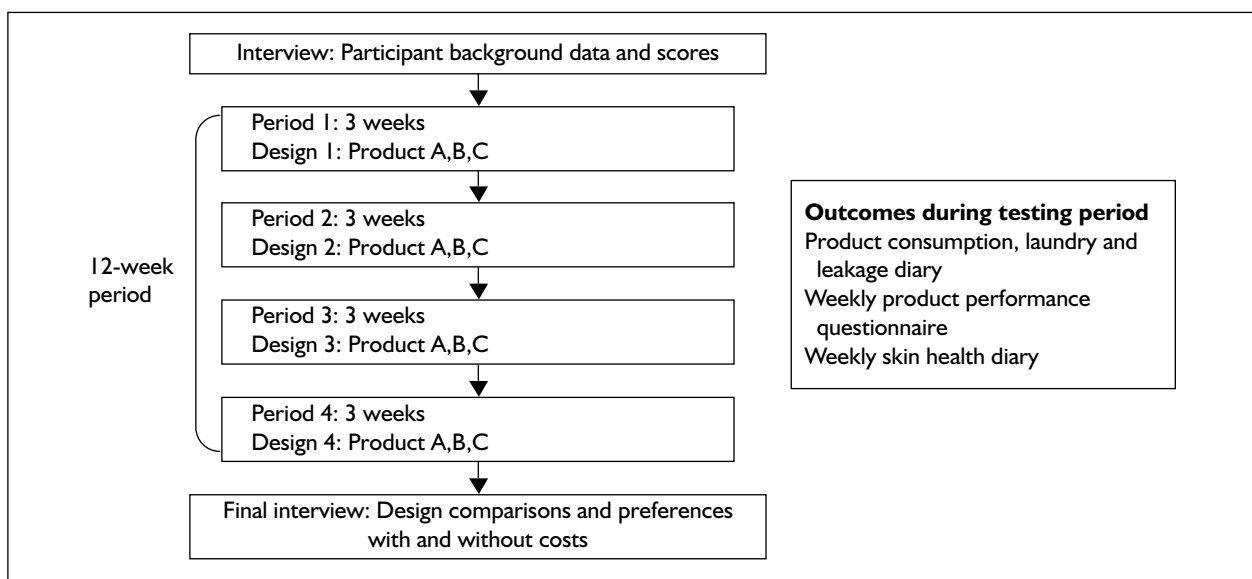 Interview: Participant background data and scores
12-week
period
Period 1: 3 weeks
Design 1: Product A,B,C
Period 2: 3 weeks
Design 2: Product A,B,C
Period 3: 3 weeks
Design 3: Product A,B,C
Period 4: 3 weeks
Design 4: Product A,B,C
Final interview: Design comparisons and preferences
with and without costs
Outcomes during testing period
Product consumption, laundry and
leakage diary
Weekly product performance
questionnaire
Weekly skin health diary